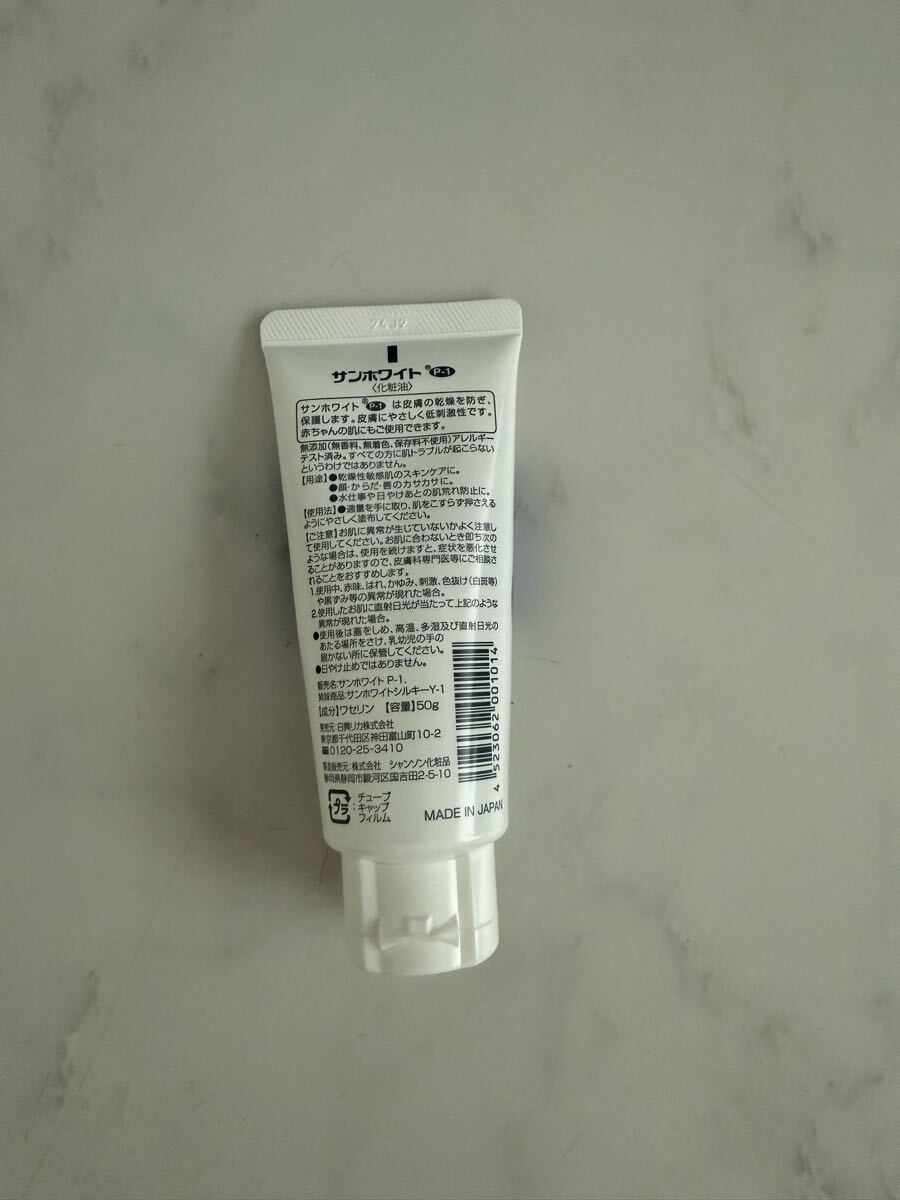 24J2
サンホワイト® P-1
〈化粧油〉
サンホワイト® P-1 は皮膚の乾燥を防ぎ、
保護します。皮膚にやさしく低刺激性です。
赤ちゃんの肌にもご使用できます。
無添加(無香料、無着色、保存料不使用)アレルギー
テスト済み。すべての方に肌トラブルが起こらない
というわけではありません。
【用途】●乾燥性敏感肌のスキンケアに。
●顔・からだ・唇のカサカサに。
●水仕事や日やけあとの肌荒れ防止に。
【使用法】●適量を手に取り、肌をこすらず押さえる
ようにやさしく塗布してください。
【ご注意】お肌に異常が生じていないかよく注意し
て使用してください。お肌に合わないとき即ち次の
ような場合は、使用を続けますと、症状を悪化させ
ることがありますので、皮膚科専門医等にご相談さ
れることをおすすめします。
1.使用中、赤味、はれ、かゆみ、刺激、色抜け(白斑等)
や黒ずみ等の異常が現れた場合。
2.使用したお肌に直射日光が当たって上記のような
異常が現れた場合。
●使用後は蓋をしめ、高温、多湿及び直射日光の
あたる場所をさけ、乳幼児の手の
届かない所に保管してください。
●日やけ止めではありません。
販売名:サンホワイト P-1、
姉妹商品:サンホワイトシルキーY-1
【成分】ワセリン 【容量】50g
発売元:日興リカ株式会社
東京都千代田区神田富山町10-2
0120-25-3410
製造販売元:株式会社 シャンソン化粧品
静岡県静岡市駿河区国吉田2-5-10
プラ
チューブ
:キャップ
フィルム
MADE IN JAPAN
4 523062 001014